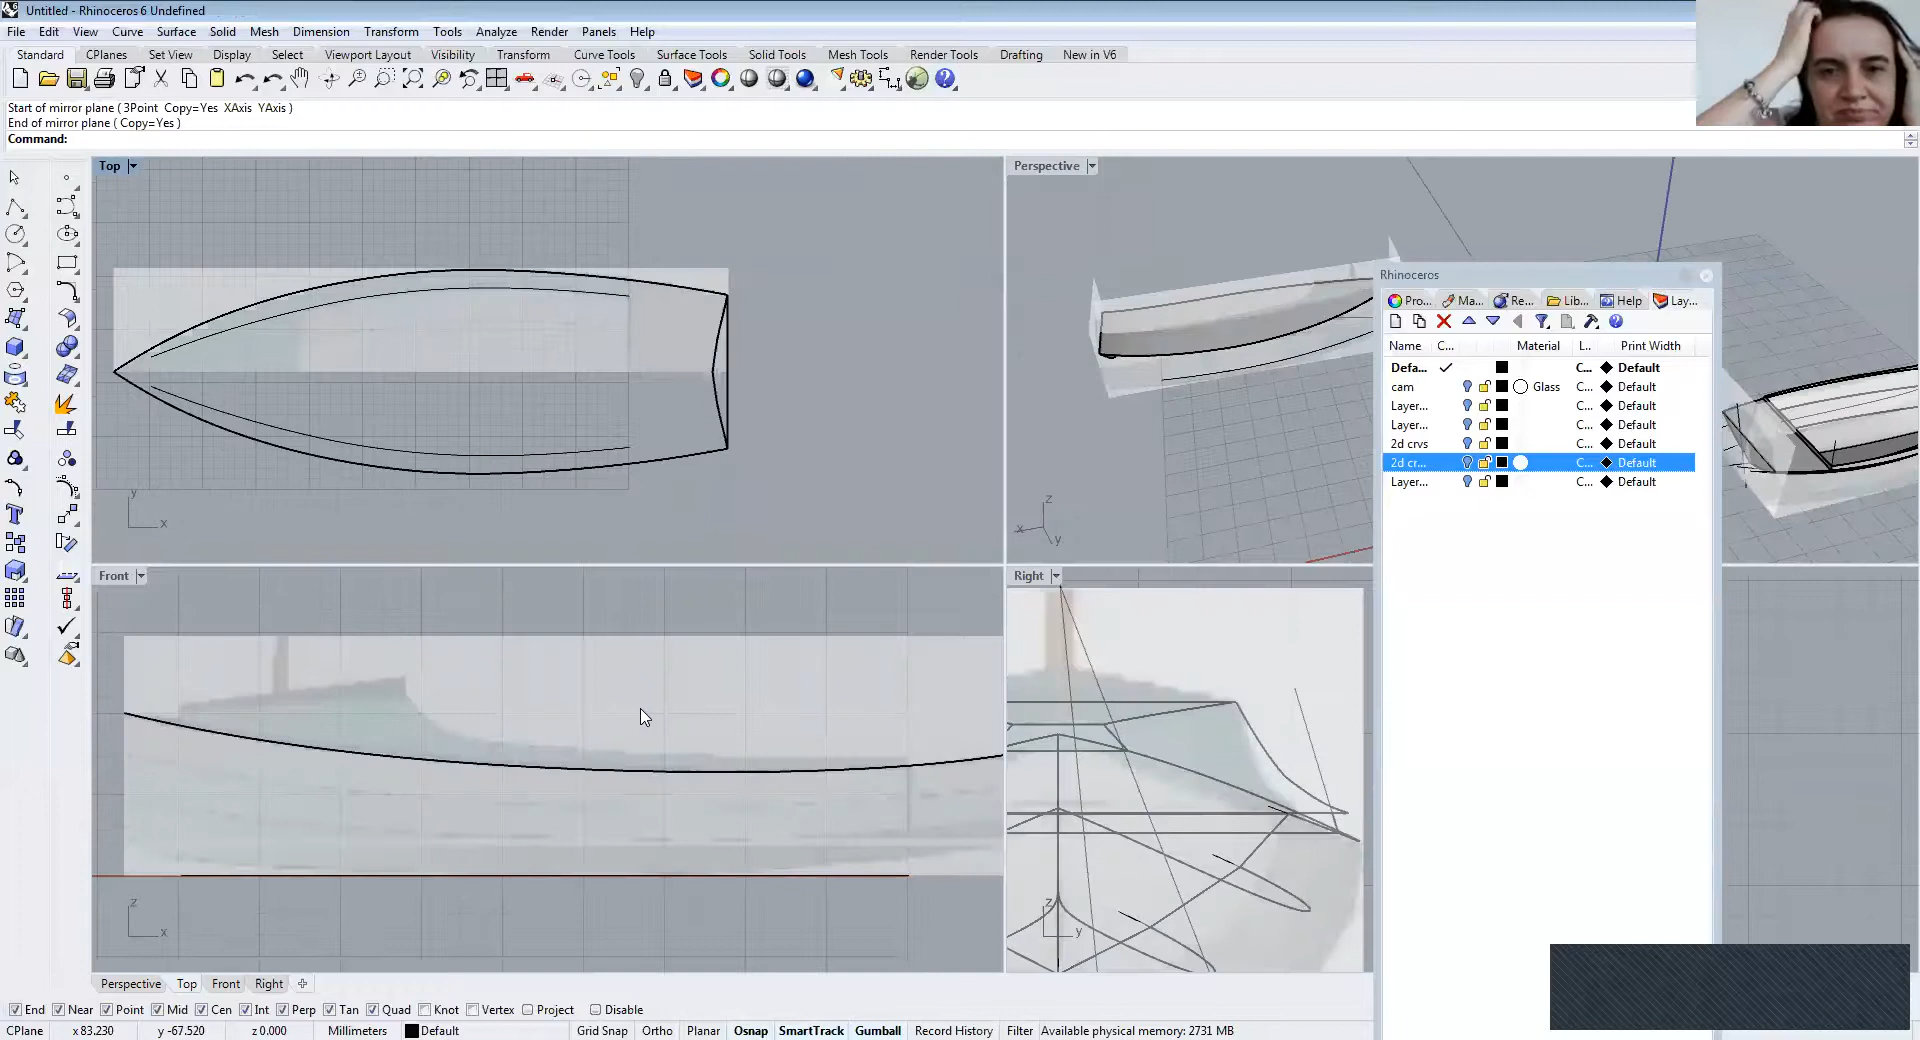 Untitled - Rhinoceros 6 Undefined
File Edit View Curve Surface Solid Mesh Dimension Transform Tools Analyze Render Panels Help
Standard CPlanes Set View Display Select Viewport Layout Visibility Transform Curve Tools Surface Tools Solid Tools Mesh Tools Render Tools Drafting New in V6
Start of mirror plane ( 3Point Copy=Yes XAxis YAxis )
End of mirror plane ( Copy=Yes )
Command:
Top
y
x
Perspective
z
x
y
Front
z
x
Right
z
y
Rhinoceros
Pro... Ma... Re... Lib... Help Lay...
Name C... Material L... Print Width
Defa... C... Default
cam Glass C... Default
Layer... C... Default
Layer... C... Default
2d crvs C... Default
2d cr... C... Default
Layer... C... Default
Perspective Top Front Right
End Near Point Mid Cen Int Perp Tan Quad Knot Vertex Project Disable
CPlane x 83.230 y -67.520 z 0.000 Millimeters Default Grid Snap Ortho Planar Osnap SmartTrack Gumball Record History Filter Available physical memory: 2731 MB